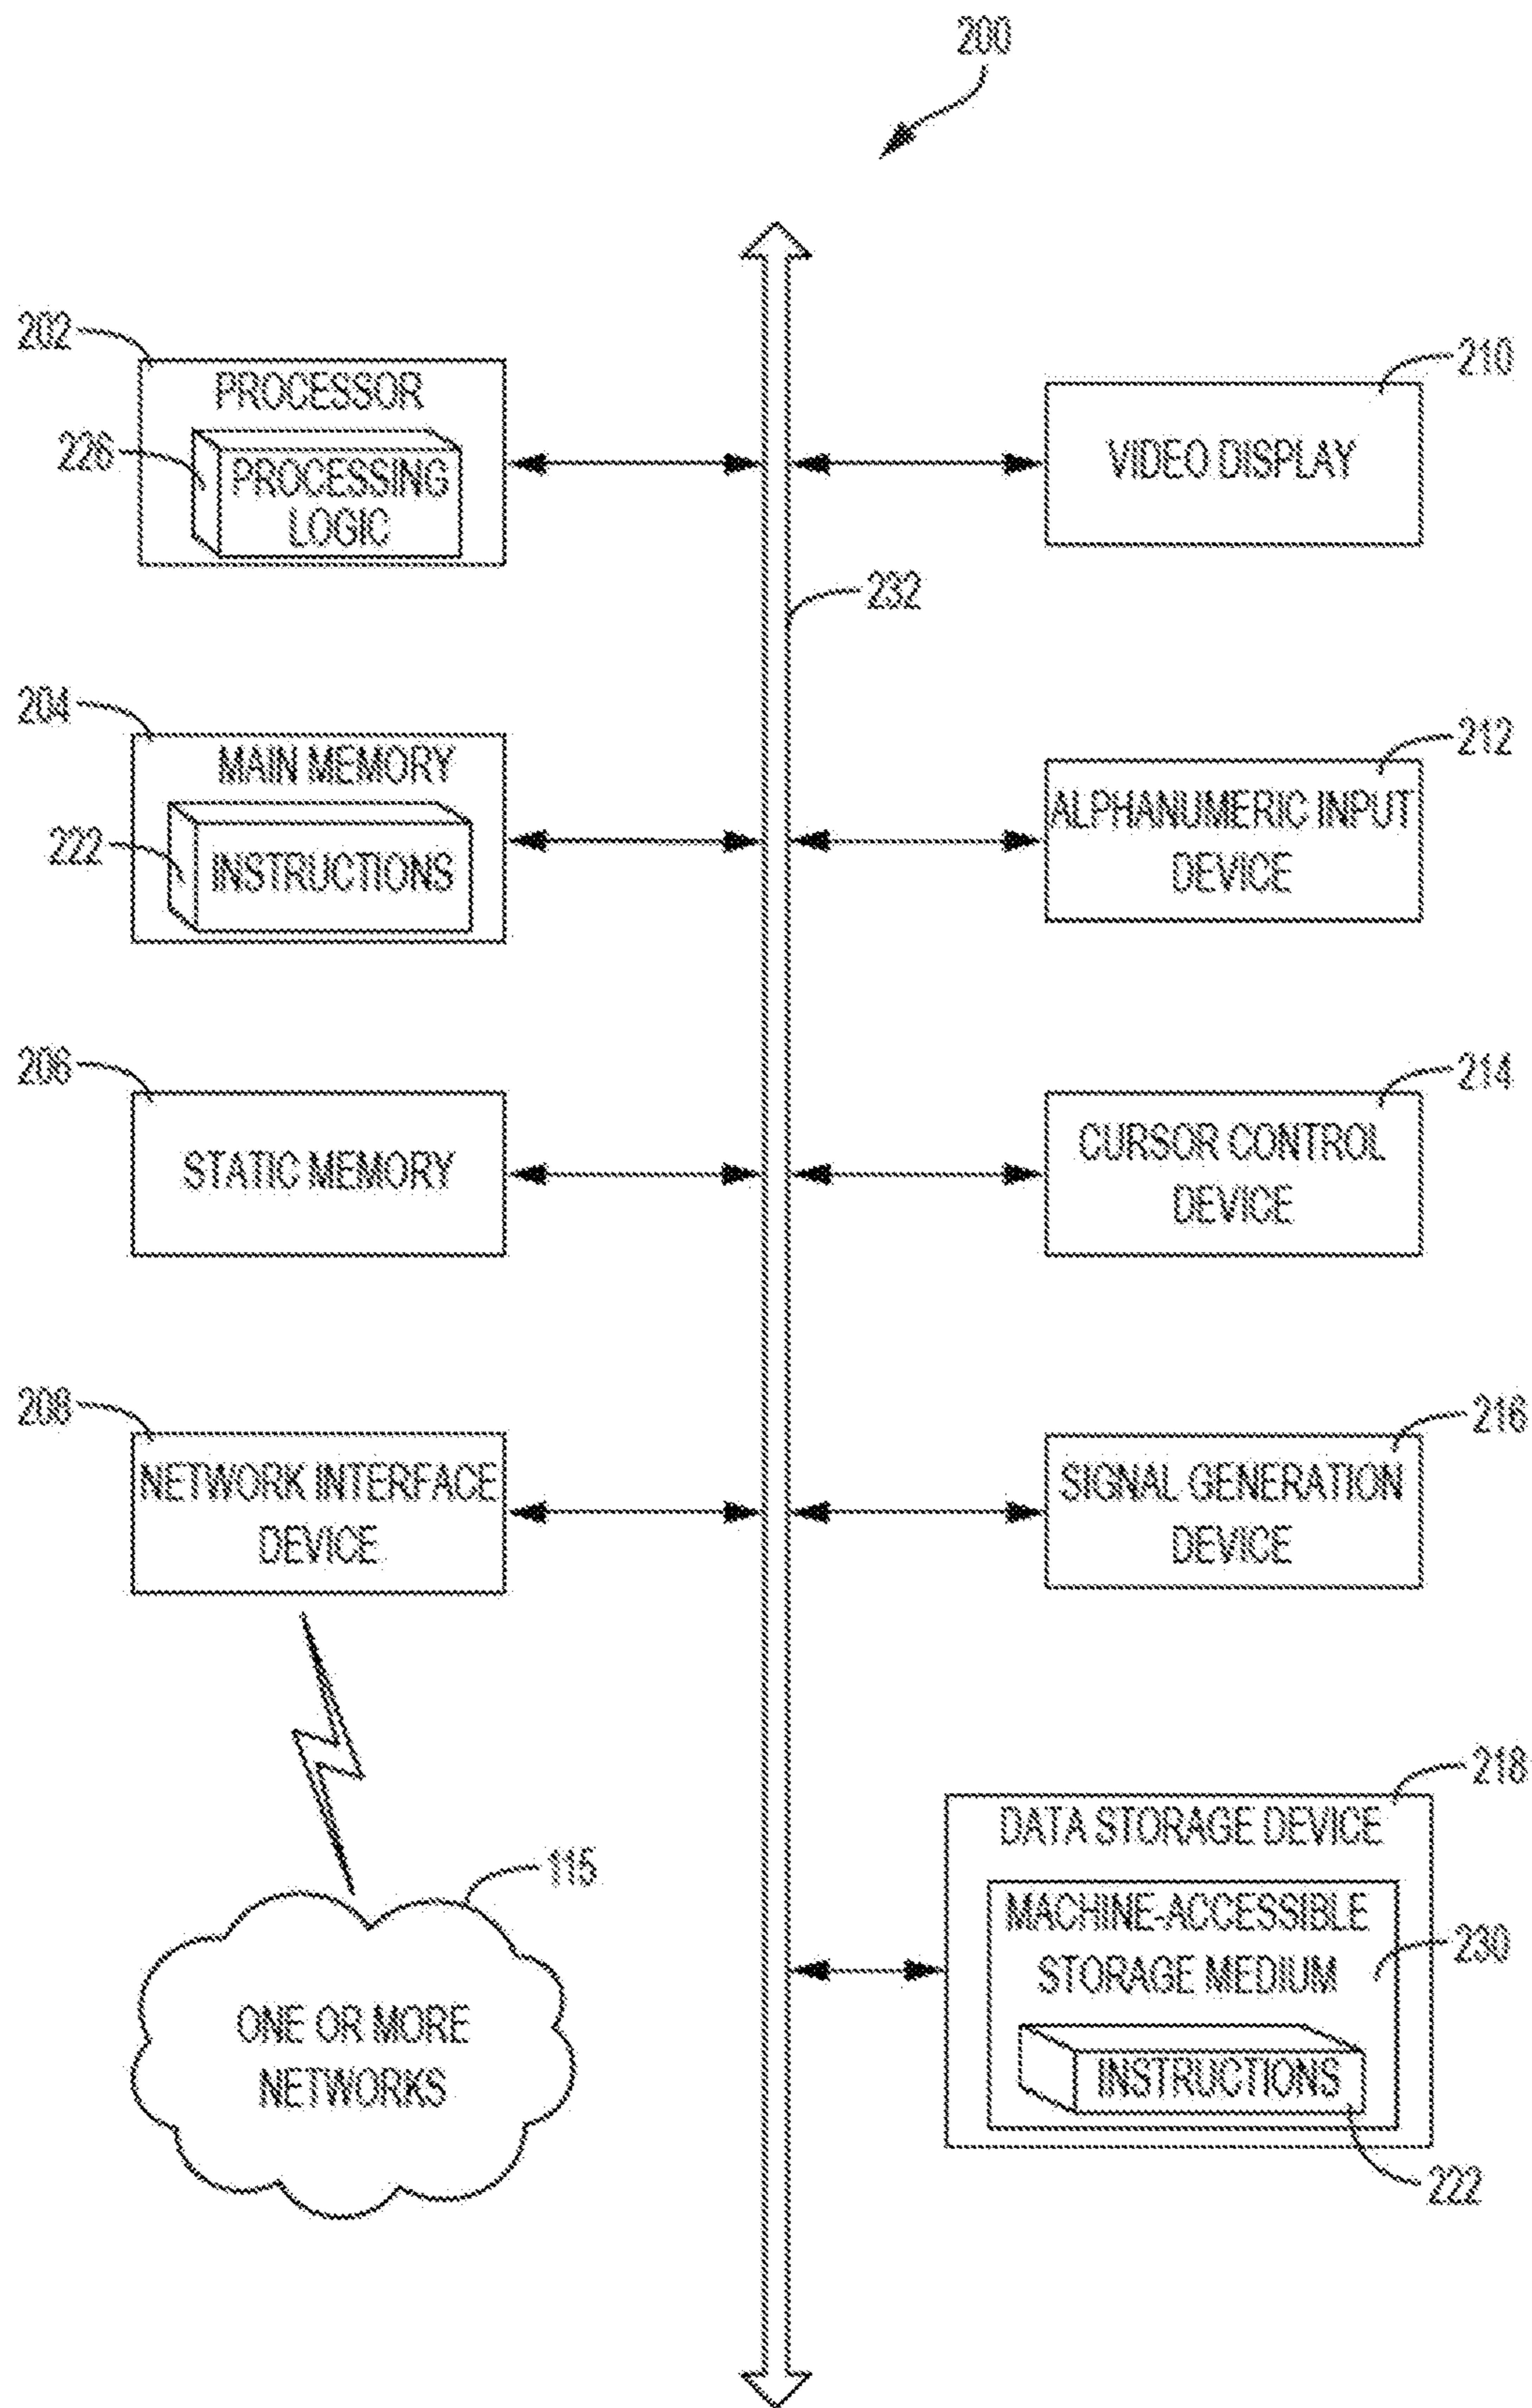 200
202
PROCESSOR
226
PROCESSING
LOGIC
210
VIDEO DISPLAY
232
204
MAIN MEMORY
222
INSTRUCTIONS
212
ALPHANUMERIC INPUT
DEVICE
206
STATIC MEMORY
214
CURSOR CONTROL
DEVICE
208
NETWORK INTERFACE
DEVICE
216
SIGNAL GENERATION
DEVICE
218
DATA STORAGE DEVICE
MACHINE-ACCESSIBLE
STORAGE MEDIUM
230
INSTRUCTIONS
222
115
ONE OR MORE
NETWORKS